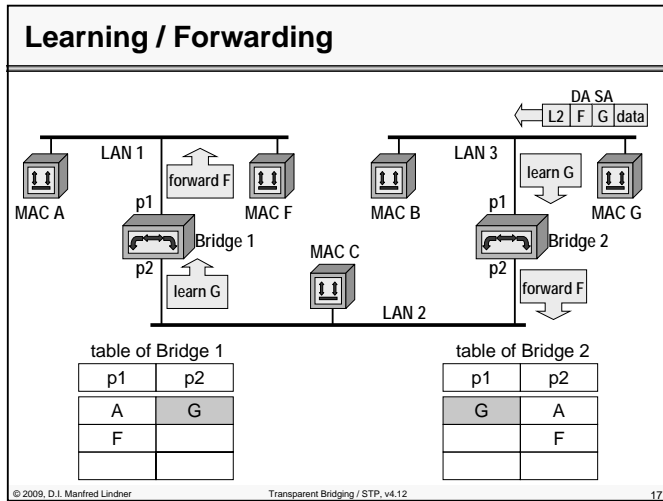 Learning / Forwarding
DA SA
L2 F G data
LAN 1
LAN 3
forward F
learn G
MAC A
p1
MAC F
MAC B
p1
MAC G
Bridge 1
Bridge 2
p2
MAC C
p2
learn G
forward F
LAN 2
table of Bridge 1
table of Bridge 2
p1 p2
p1 p2
A G
G A
F
F
© 2009, D.I. Manfred Lindner
Transparent Bridging / STP, v4.12
17